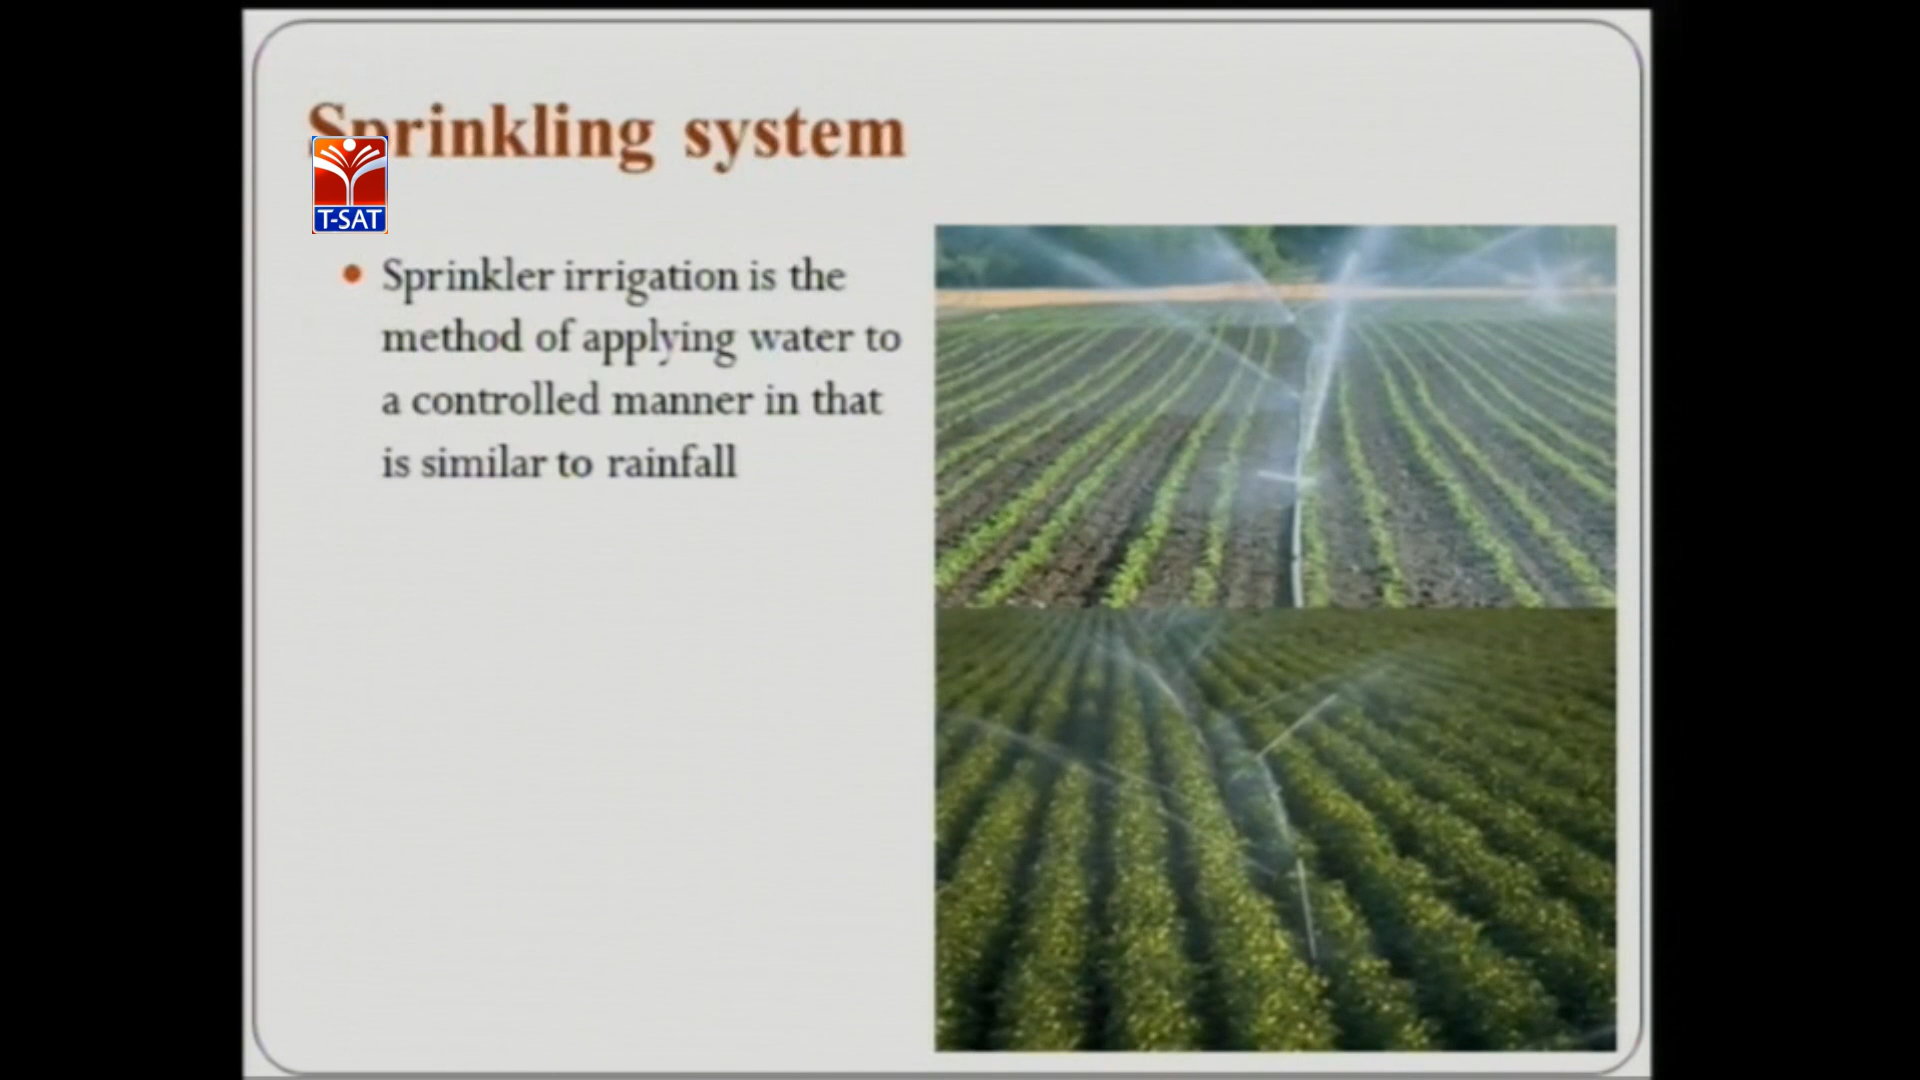 Sprinkling system
T-SAT
Sprinkler irrigation is the
method of applying water to
a controlled manner in that
is similar to rainfall